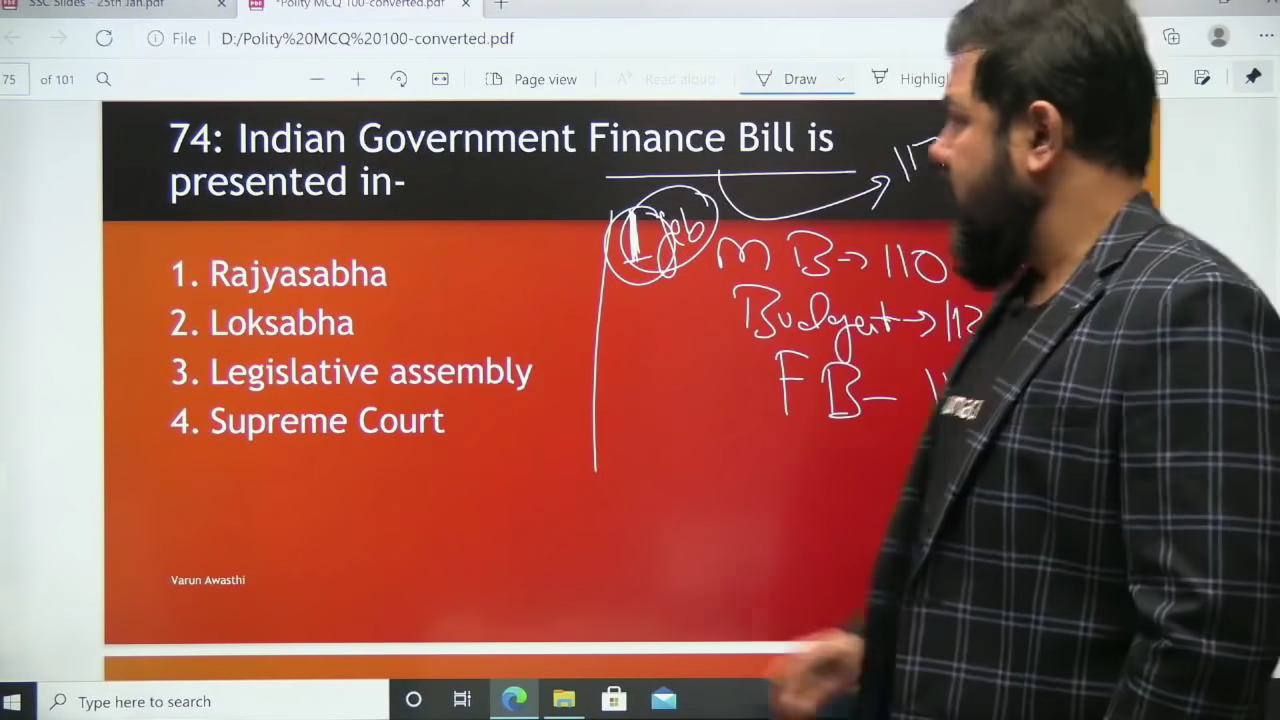 SSC Slides - 25th Jan.pdf
*Polity MCQ 100-converted.pdf
File D:/Polity%20MCQ%20100-converted.pdf
75 of 101 Page view Read aloud Draw Highlig
74: Indian Government Finance Bill is
presented in-
1. Rajyasabha
2. Loksabha
3. Legislative assembly
4. Supreme Court
1 Feb
MB → 110
Budget →
FB -
Varun Awasthi
Type here to search